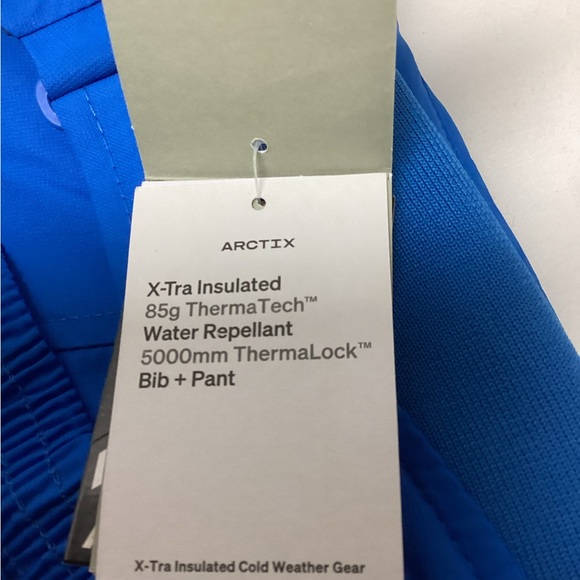 ARCTIX
X-Tra Insulated
85g ThermaTech™
Water Repellant
5000mm ThermaLock™
Bib + Pant
X-Tra Insulated Cold Weather Gear